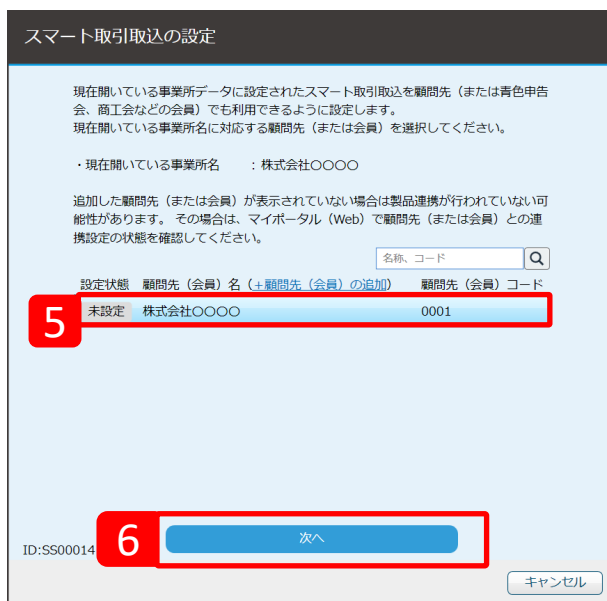 スマート取引取込の設定
現在開いている事業所データに設定されたスマート取引取込を顧問先（または青色申告
会、商工会などの会員）でも利用できるように設定します。
現在開いている事業所名に対応する顧問先（または会員）を選択してください。
・現在開いている事業所名　：株式会社〇〇〇〇
追加した顧問先（または会員）が表示されていない場合は製品連携が行われていない可
能性があります。 その場合は、マイポータル（Web）で顧問先（または会員）との連
携設定の状態を確認してください。
名称、コード
設定状態 顧問先（会員）名（+顧問先（会員）の追加） 顧問先（会員）コード
5 未設定 株式会社〇〇〇〇 0001
6 次へ
ID:SS00014
キャンセル